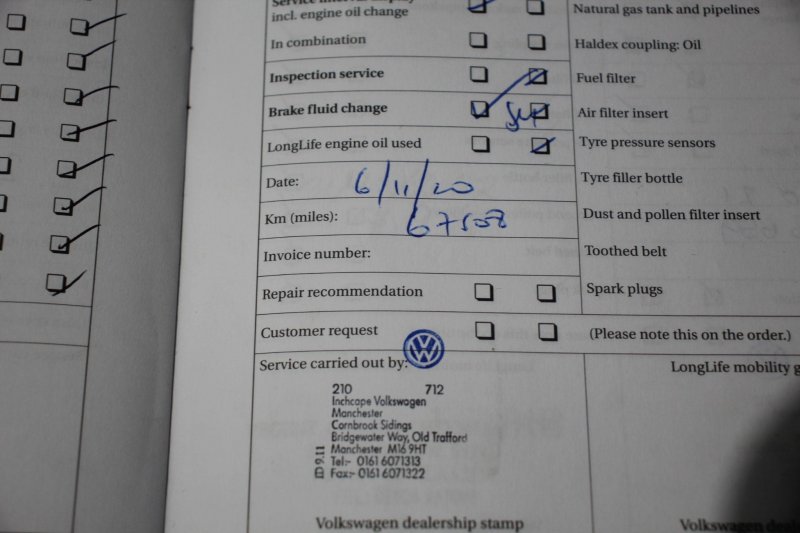 incl. engine oil change
In combination
Inspection service
Brake fluid change
LongLife engine oil used
Date: 6/11/20
Km (miles): 67508
Invoice number:
Repair recommendation
Customer request
Natural gas tank and pipelines
Haldex coupling: Oil
Fuel filter
Air filter insert
Tyre pressure sensors
Tyre filler bottle
Dust and pollen filter insert
Toothed belt
Spark plugs
(Please note this on the order.)
Service carried out by:
210 712
Inchcape Volkswagen
Manchester
Cornbrook Sidings
Bridgewater Way, Old Trafford
Manchester M16 9HT
Tel:- 0161 6071313
Fax:- 0161 6071322
Volkswagen dealership stamp
LongLife mobility g
Volkswagen deale